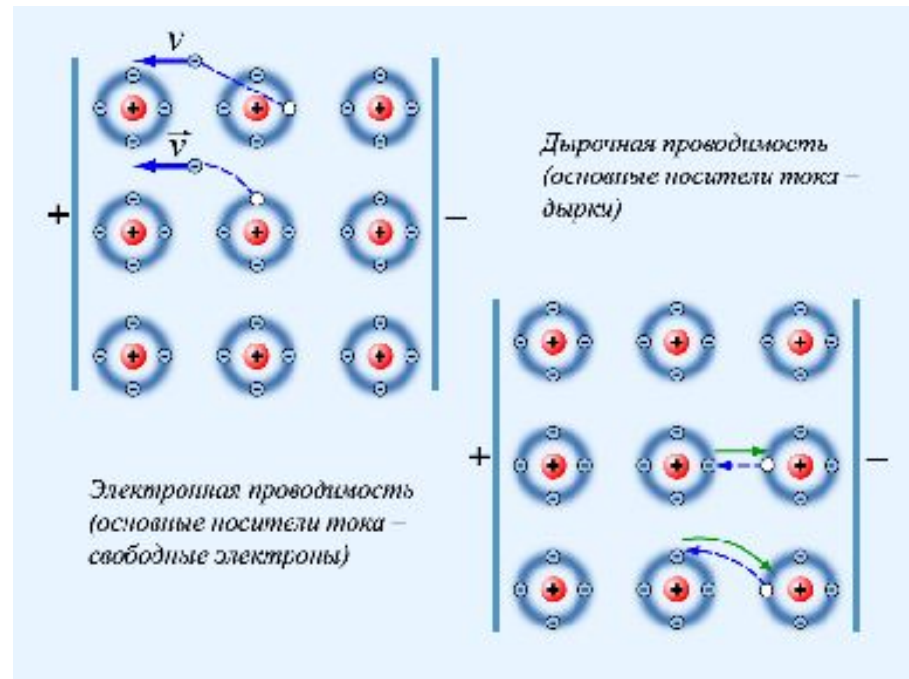 v
v
+
–
Дырочная проводимость
(основные носители тока –
дырки)
+
–
Электронная проводимость
(основные носители тока –
свободные электроны)